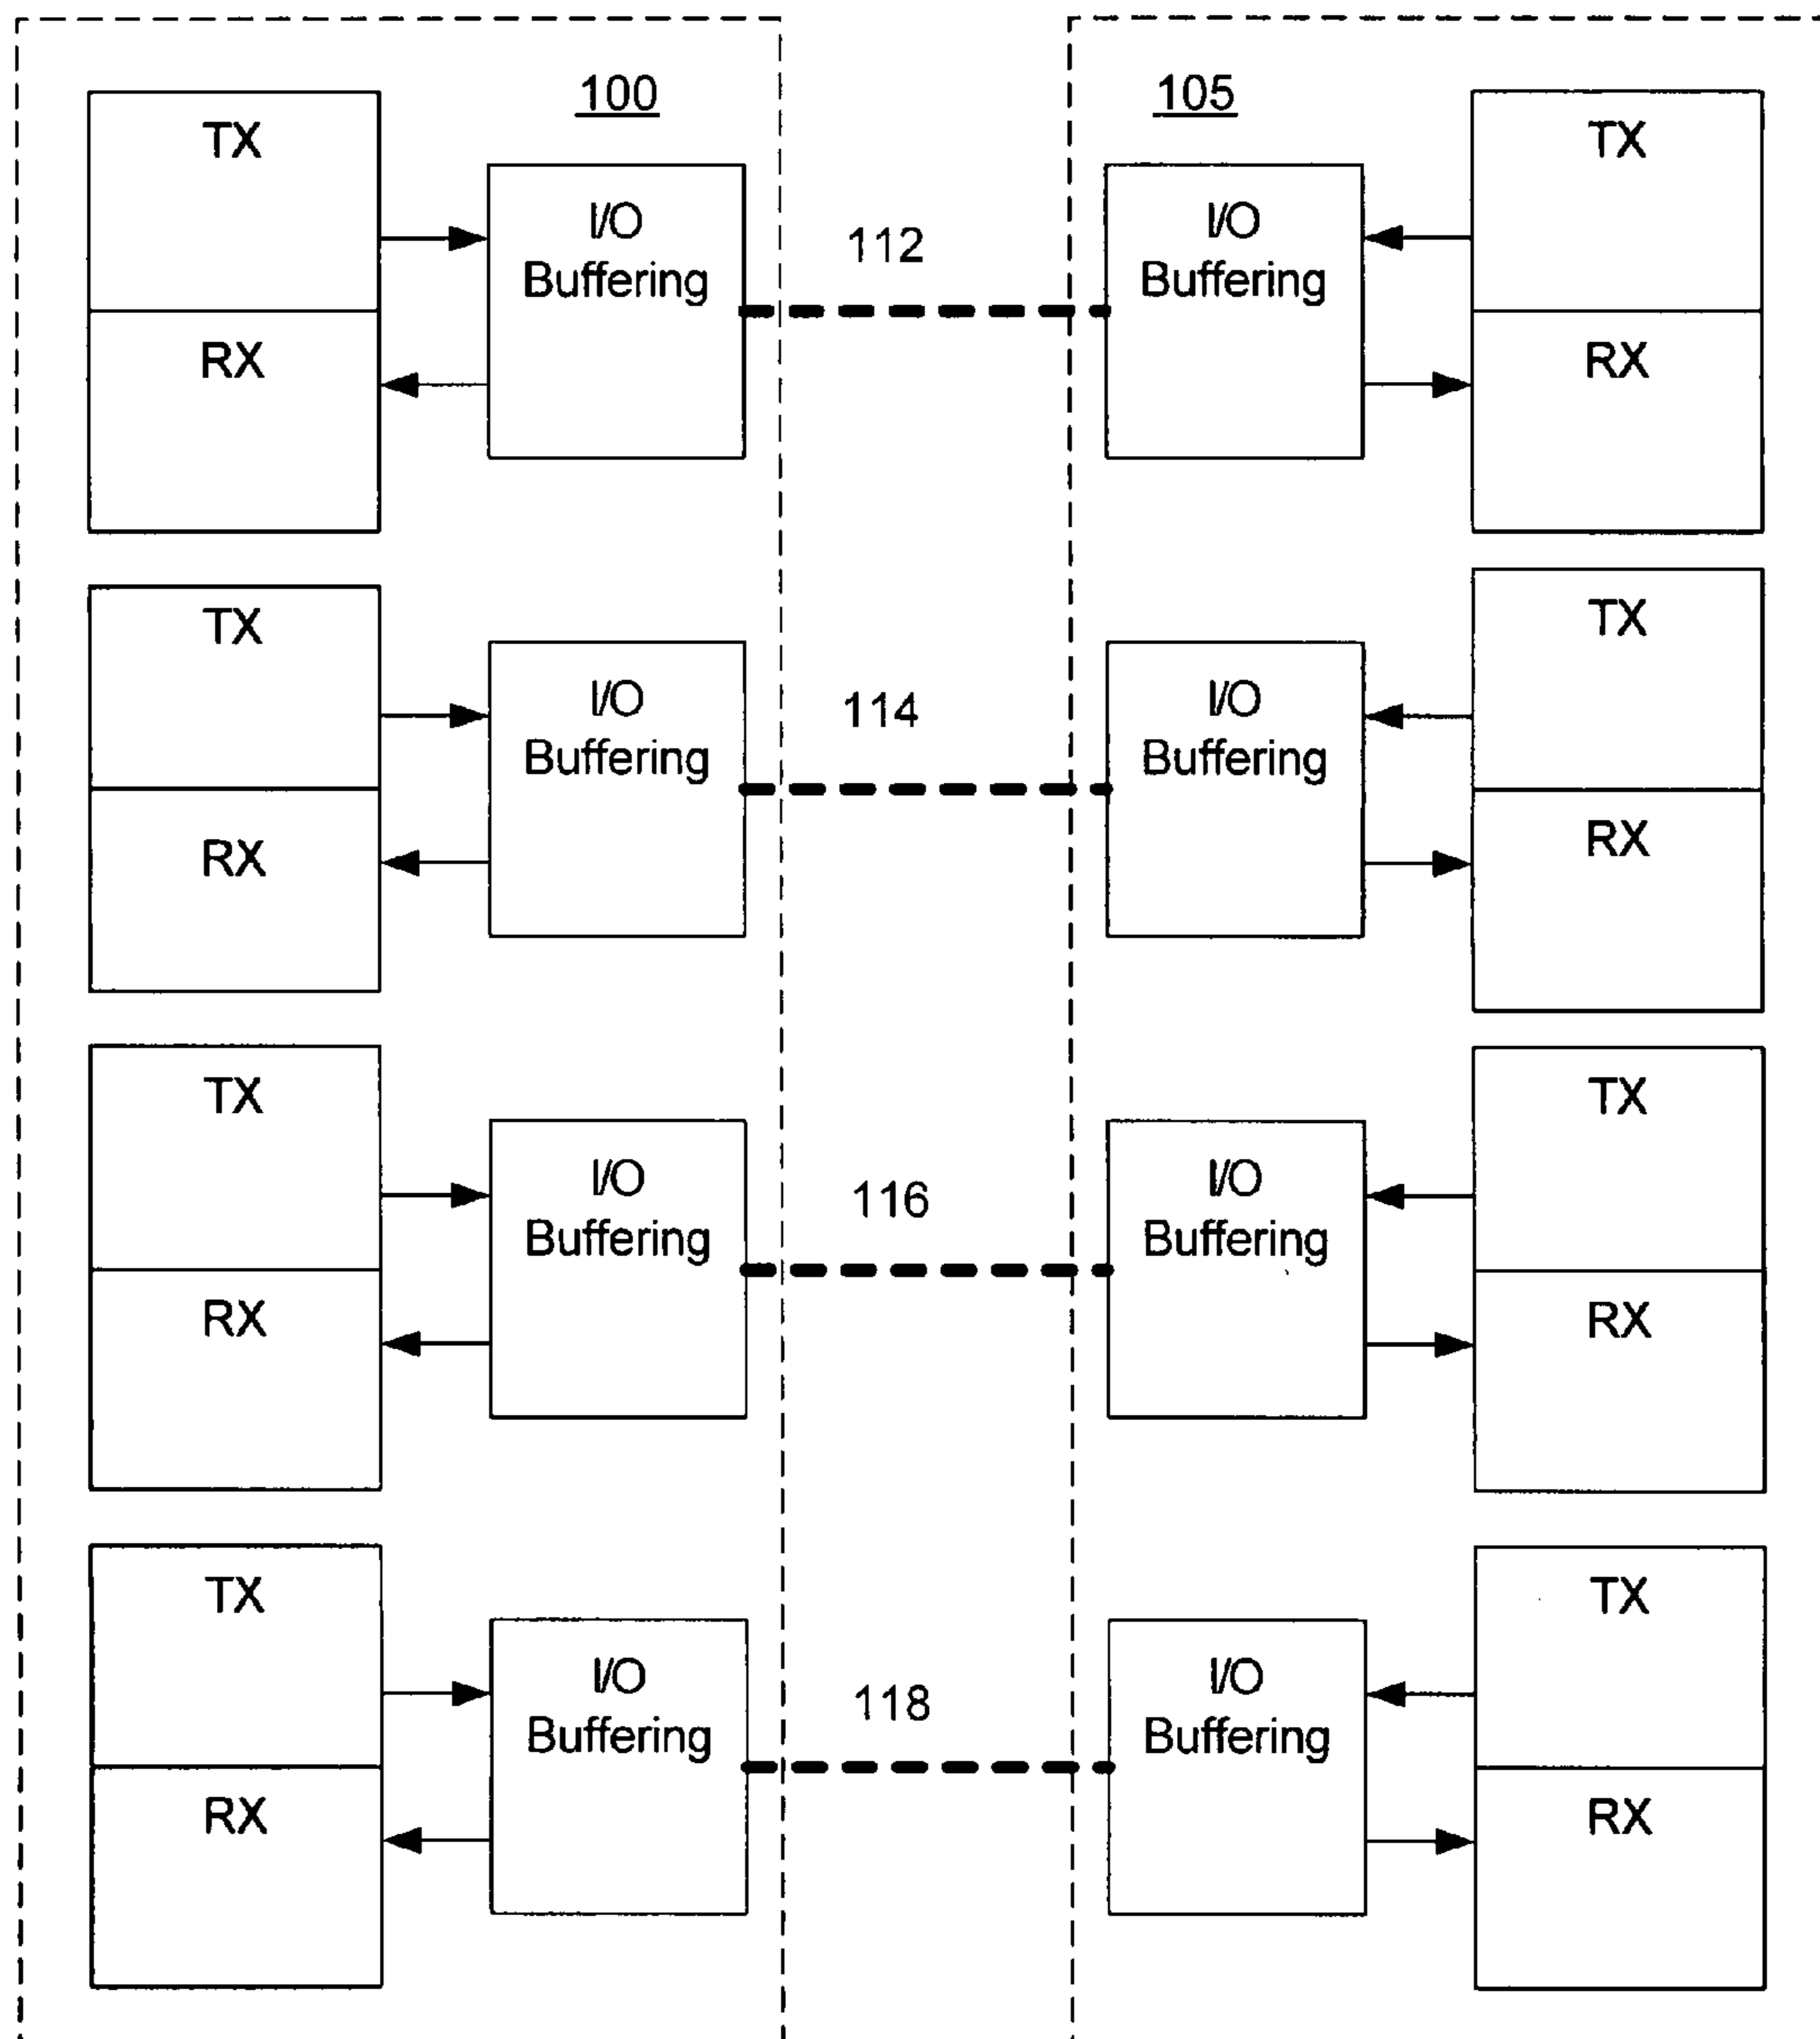 100
105
TX
TX
I/O
Buffering
112
I/O
Buffering
RX
RX
TX
TX
I/O
Buffering
114
I/O
Buffering
RX
RX
TX
TX
I/O
Buffering
116
I/O
Buffering
RX
RX
TX
TX
I/O
Buffering
118
I/O
Buffering
RX
RX